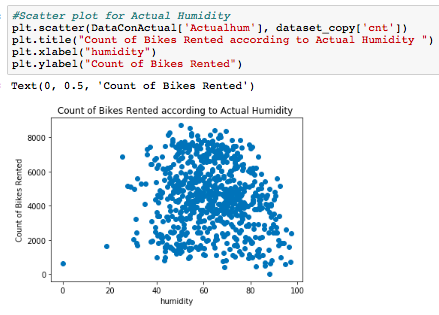 #Scatter plot for Actual Humidity
plt.scatter(DataConActual['Actualhum'], dataset_copy['cnt'])
plt.title("Count of Bikes Rented according to Actual Humidity ")
plt.xlabel("humidity")
plt.ylabel("Count of Bikes Rented")
Text(0, 0.5, 'Count of Bikes Rented')
Count of Bikes Rented according to Actual Humidity
Count of Bikes Rented
8000
6000
4000
2000
0
0 20 40 60 80 100
humidity